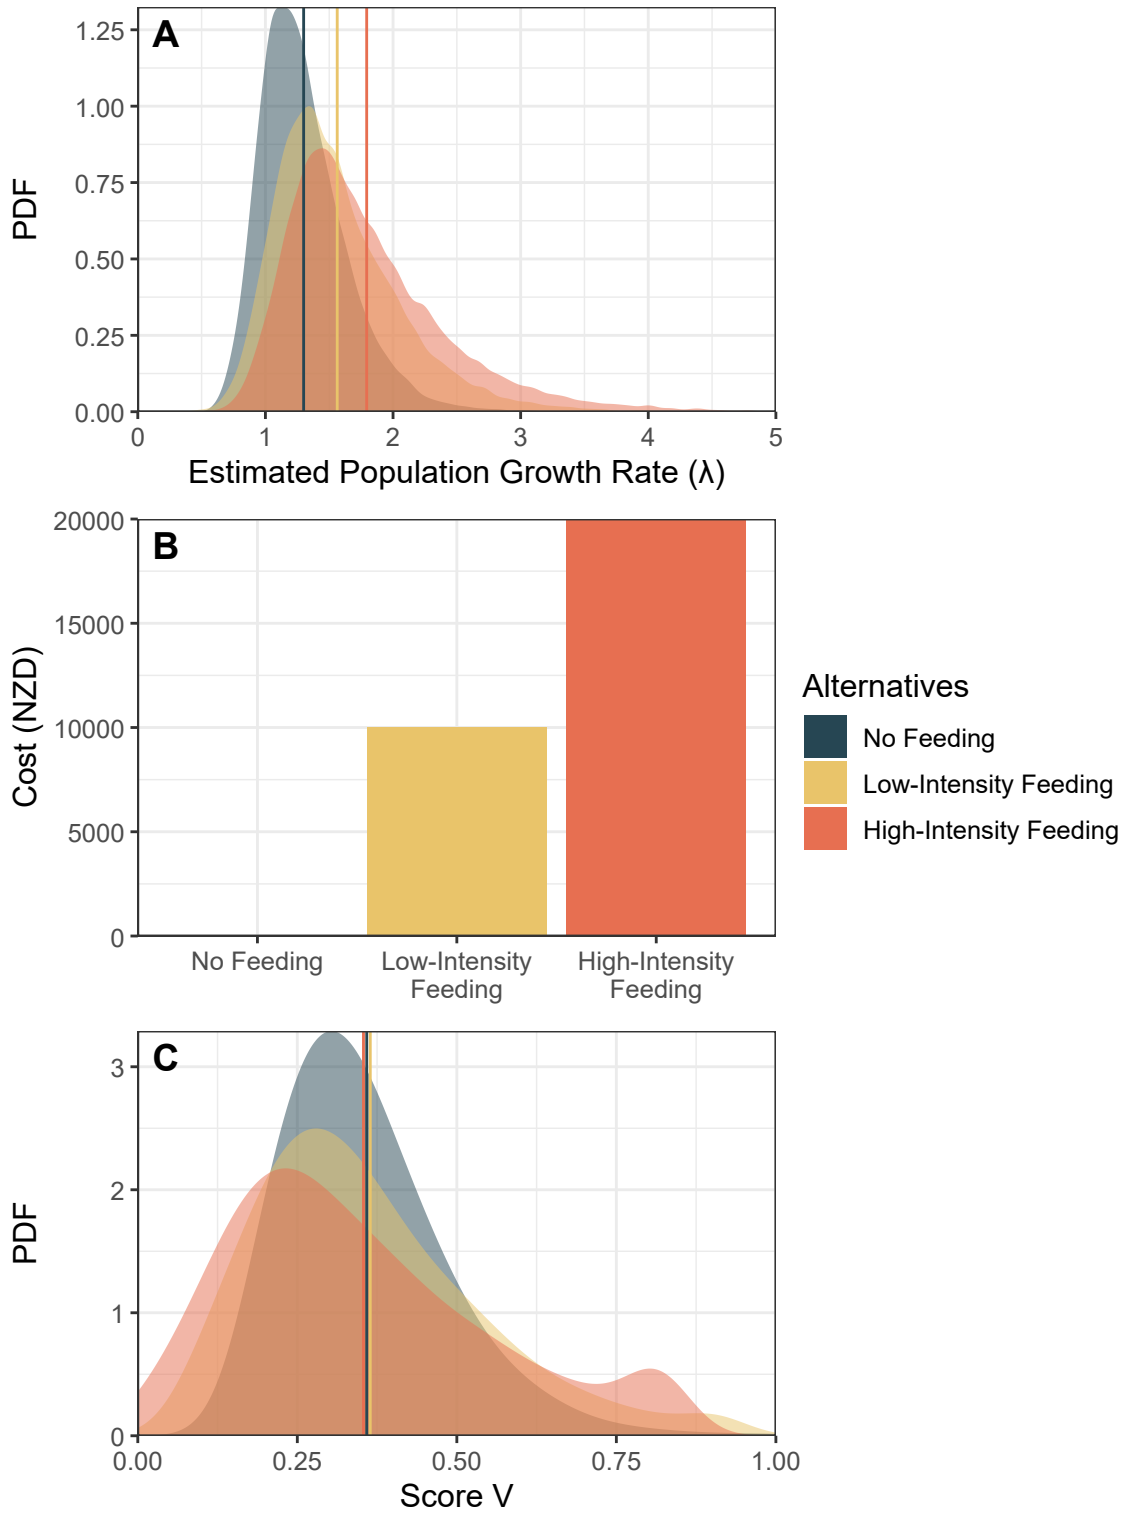 A
PDF
1.25
1.00
0.75
0.50
0.25
0.00
0 1 2 3 4 5
Estimated Population Growth Rate (λ)
B
Cost (NZD)
20000
15000
10000
5000
0
No Feeding Low-Intensity High-Intensity
Feeding Feeding
Alternatives
No Feeding
Low-Intensity Feeding
High-Intensity Feeding
C
PDF
3
2
1
0
0.00 0.25 0.50 0.75 1.00
Score V